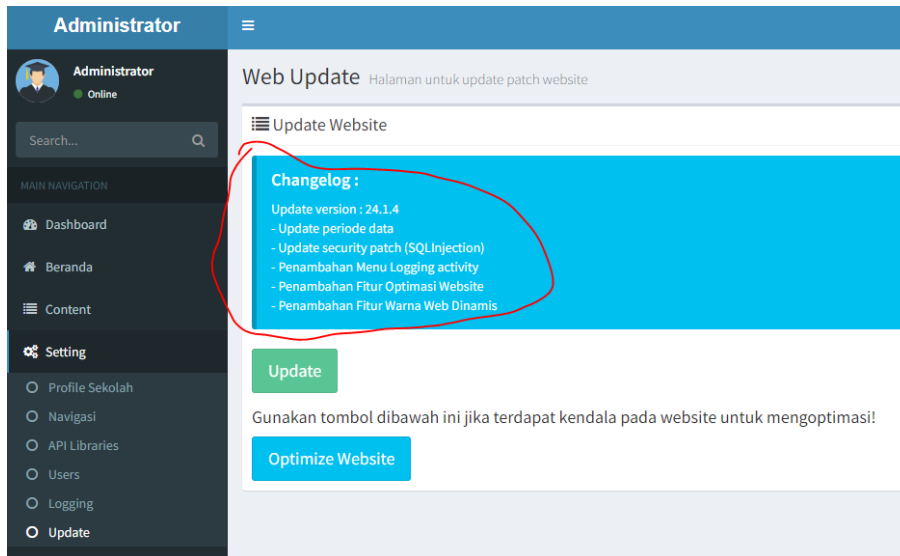 Administrator
Administrator
Online
Search...
MAIN NAVIGATION
Dashboard
Beranda
Content
Setting
Profile Sekolah
Navigasi
API Libraries
Users
Logging
Update
Web Update Halaman untuk update patch website
Update Website
Changelog :
Update version : 24.1.4
- Update periode data
- Update security patch (SQLInjection)
- Penambahan Menu Logging activity
- Penambahan Fitur Optimasi Website
- Penambahan Fitur Warna Web Dinamis
Update
Gunakan tombol dibawah ini jika terdapat kendala pada website untuk mengoptimasi!
Optimize Website